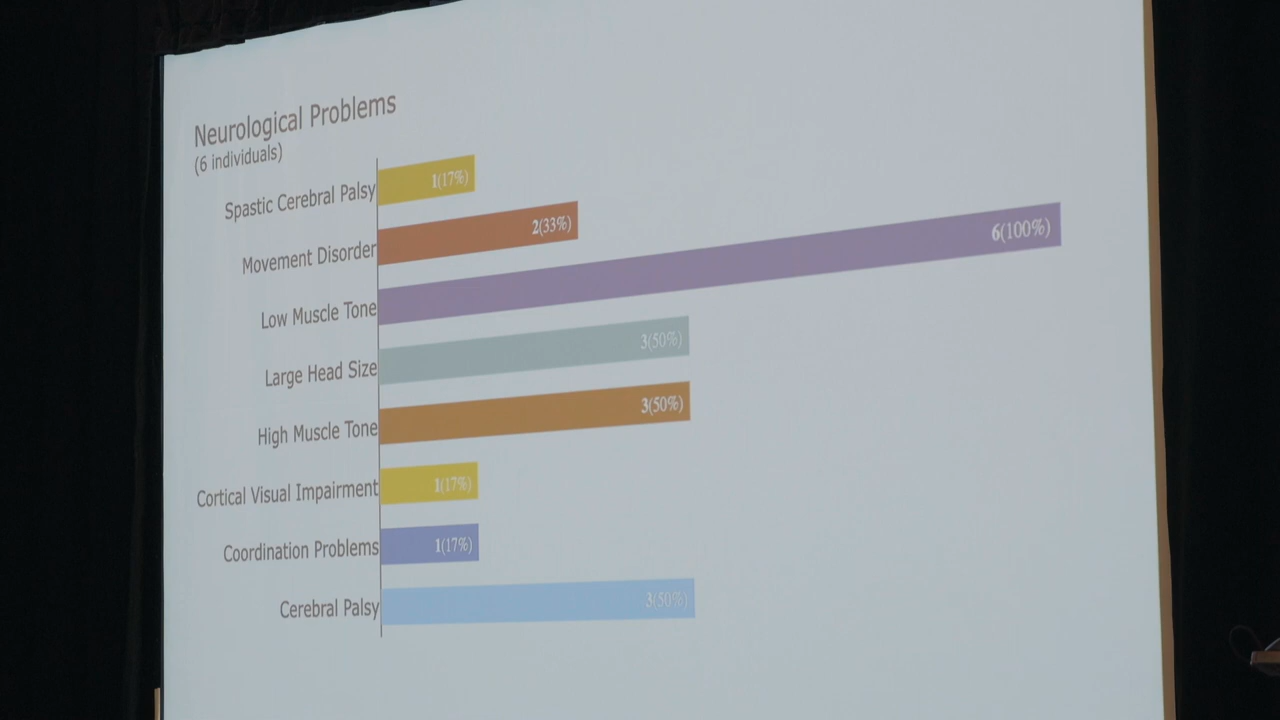 Neurological Problems
(6 individuals)
Spastic Cerebral Palsy 1(17%)
Movement Disorder 2(33%)
Low Muscle Tone 6(100%)
Large Head Size 3(50%)
High Muscle Tone 3(50%)
Cortical Visual Impairment 1(17%)
Coordination Problems 1(17%)
Cerebral Palsy 3(50%)